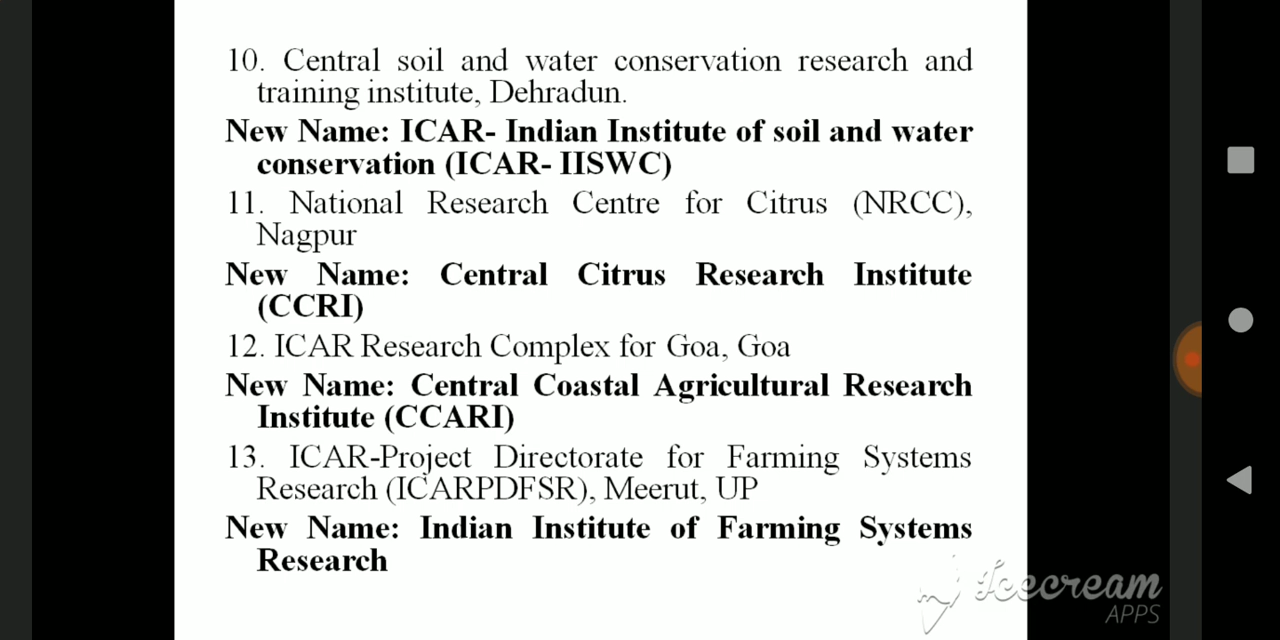 10. Central soil and water conservation research and
training institute, Dehradun.
New Name: ICAR- Indian Institute of soil and water
conservation (ICAR- IISWC)
11. National Research Centre for Citrus (NRCC),
Nagpur
New Name: Central Citrus Research Institute
(CCRI)
12. ICAR Research Complex for Goa, Goa
New Name: Central Coastal Agricultural Research
Institute (CCARI)
13. ICAR-Project Directorate for Farming Systems
Research (ICARPDFSR), Meerut, UP
New Name: Indian Institute of Farming Systems
Research
Icecream
APPS